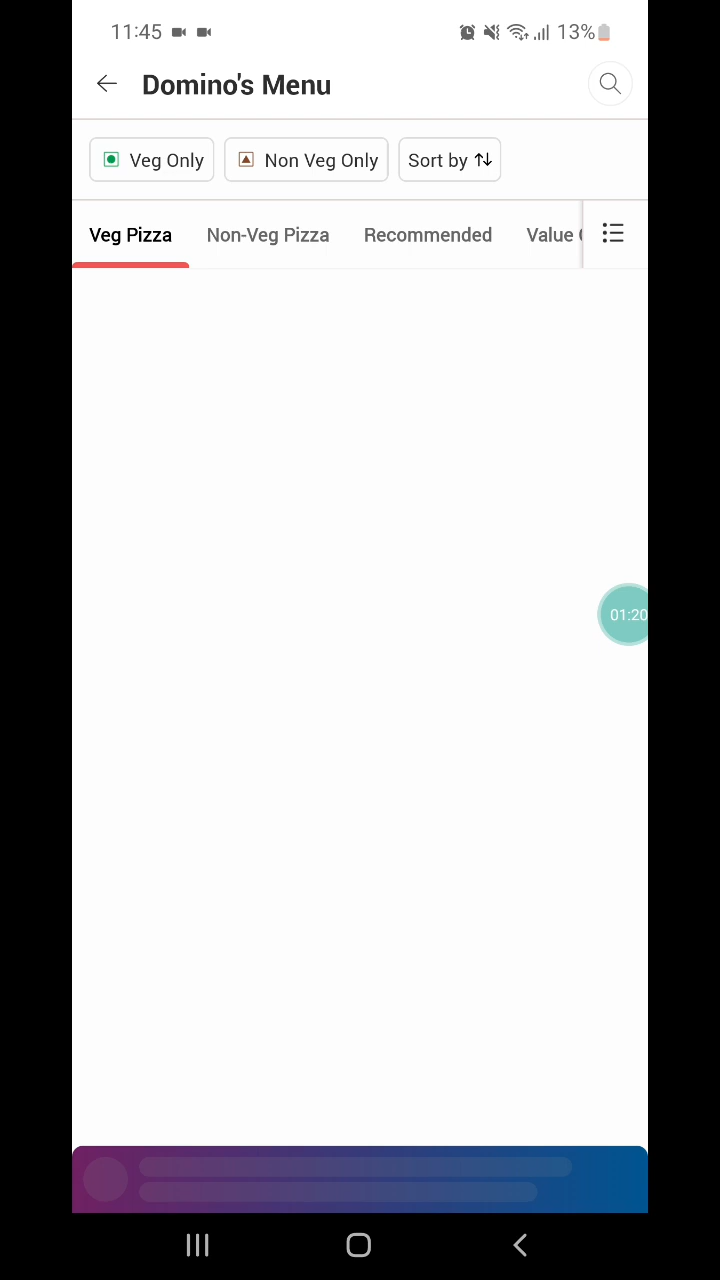 11:45 13%
Domino's Menu
Veg Only Non Veg Only Sort by
Veg Pizza Non-Veg Pizza Recommended Value
01:20